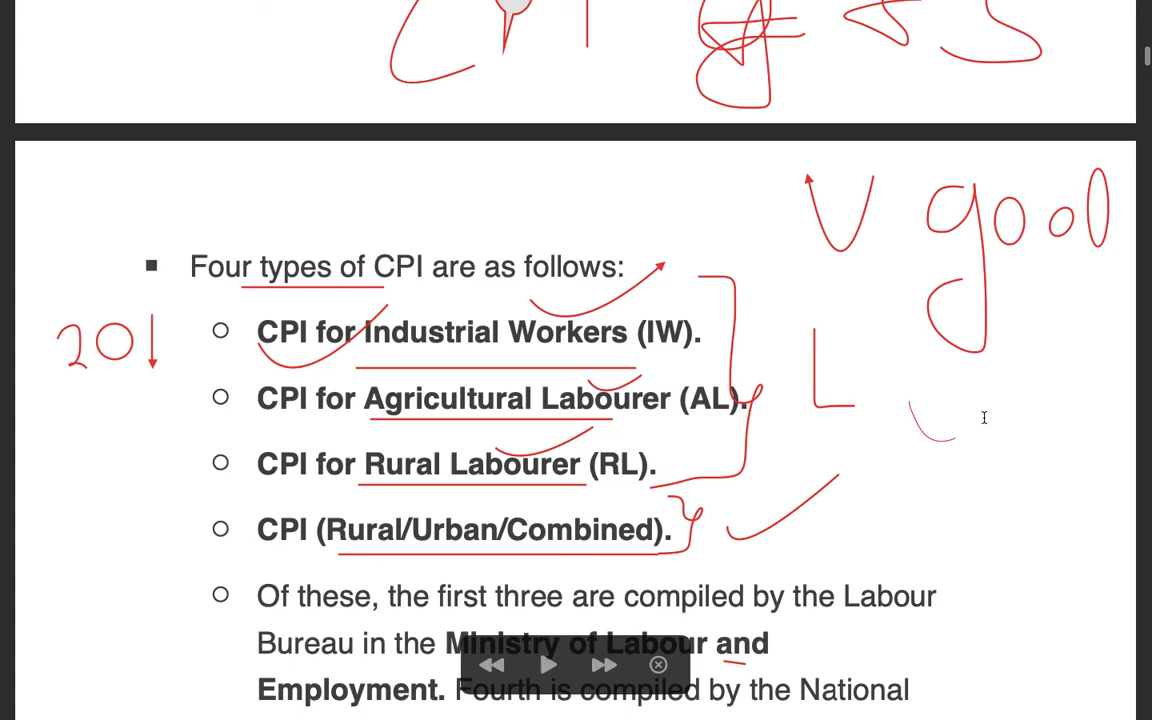 V good
Four types of CPI are as follows:
201
CPI for Industrial Workers (IW).
CPI for Agricultural Labourer (AL).
L
CPI for Rural Labourer (RL).
CPI (Rural/Urban/Combined).
Of these, the first three are compiled by the Labour
Bureau in the Ministry of Labour and
Employment. Fourth is compiled by the National